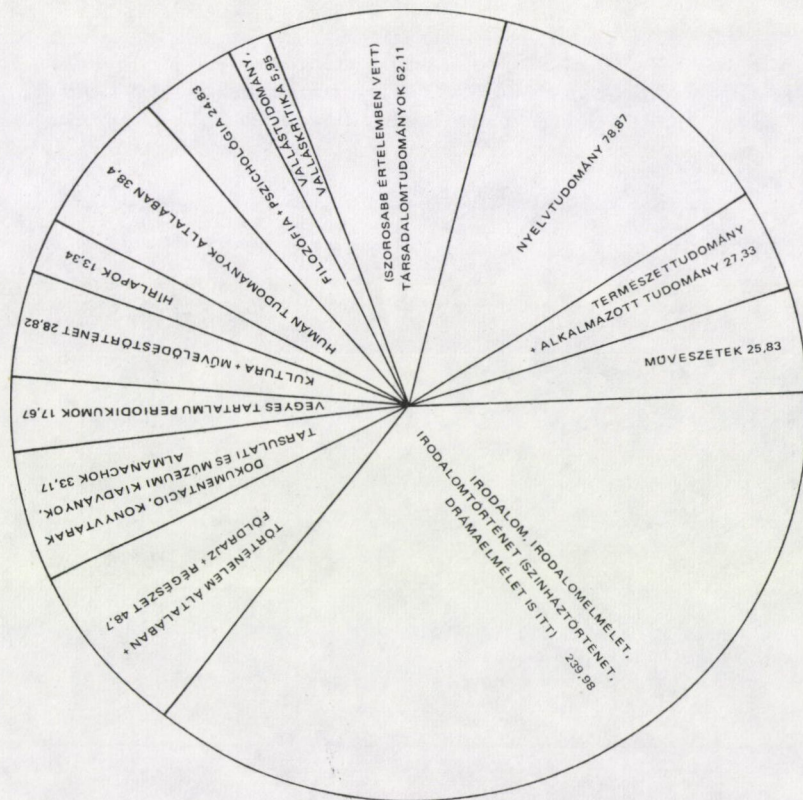 (SZOROSABB ÉRTELEMBEN VETT)
TÁRSADALOMTUDOMÁNYOK 62,11
NYELVTUDOMÁNY 78,87
TERMÉSZETTUDOMÁNY
+ ALKALMAZOTT TUDOMÁNY 27,33
MŰVÉSZETEK 25,83
IRODALOM, IRODALOMELMÉLET,
IRODALOMTÖRTÉNET (SZÍNHÁZTÖRTÉNET,
DRÁMAELMÉLET IS ITT) 239,98
TÖRTÉNELEM ÁLTALÁBAN +
FÖLDRAJZ + RÉGÉSZET 48,7
DOKUMENTÁCIÓ, KÖNYVTÁRAK
TÁRSULATI ÉS MÚZEUMI KIADVÁNYOK,
ALMANACHOK 33,17
VEGYES TARTALMU PERIODIKUMOK 17,67
KULTURA + MŰVELŐDÉSTÖRTÉNET 28,82
HÍRLAPOK 13,34
HUMÁN TUDOMÁNYOK ÁLTALÁBAN 38,4
FILOZÓFIA + PSZICHOLÓGIA 24,83
VALLÁSTUDOMÁNY,
VALLÁSKRITIKA 5,95